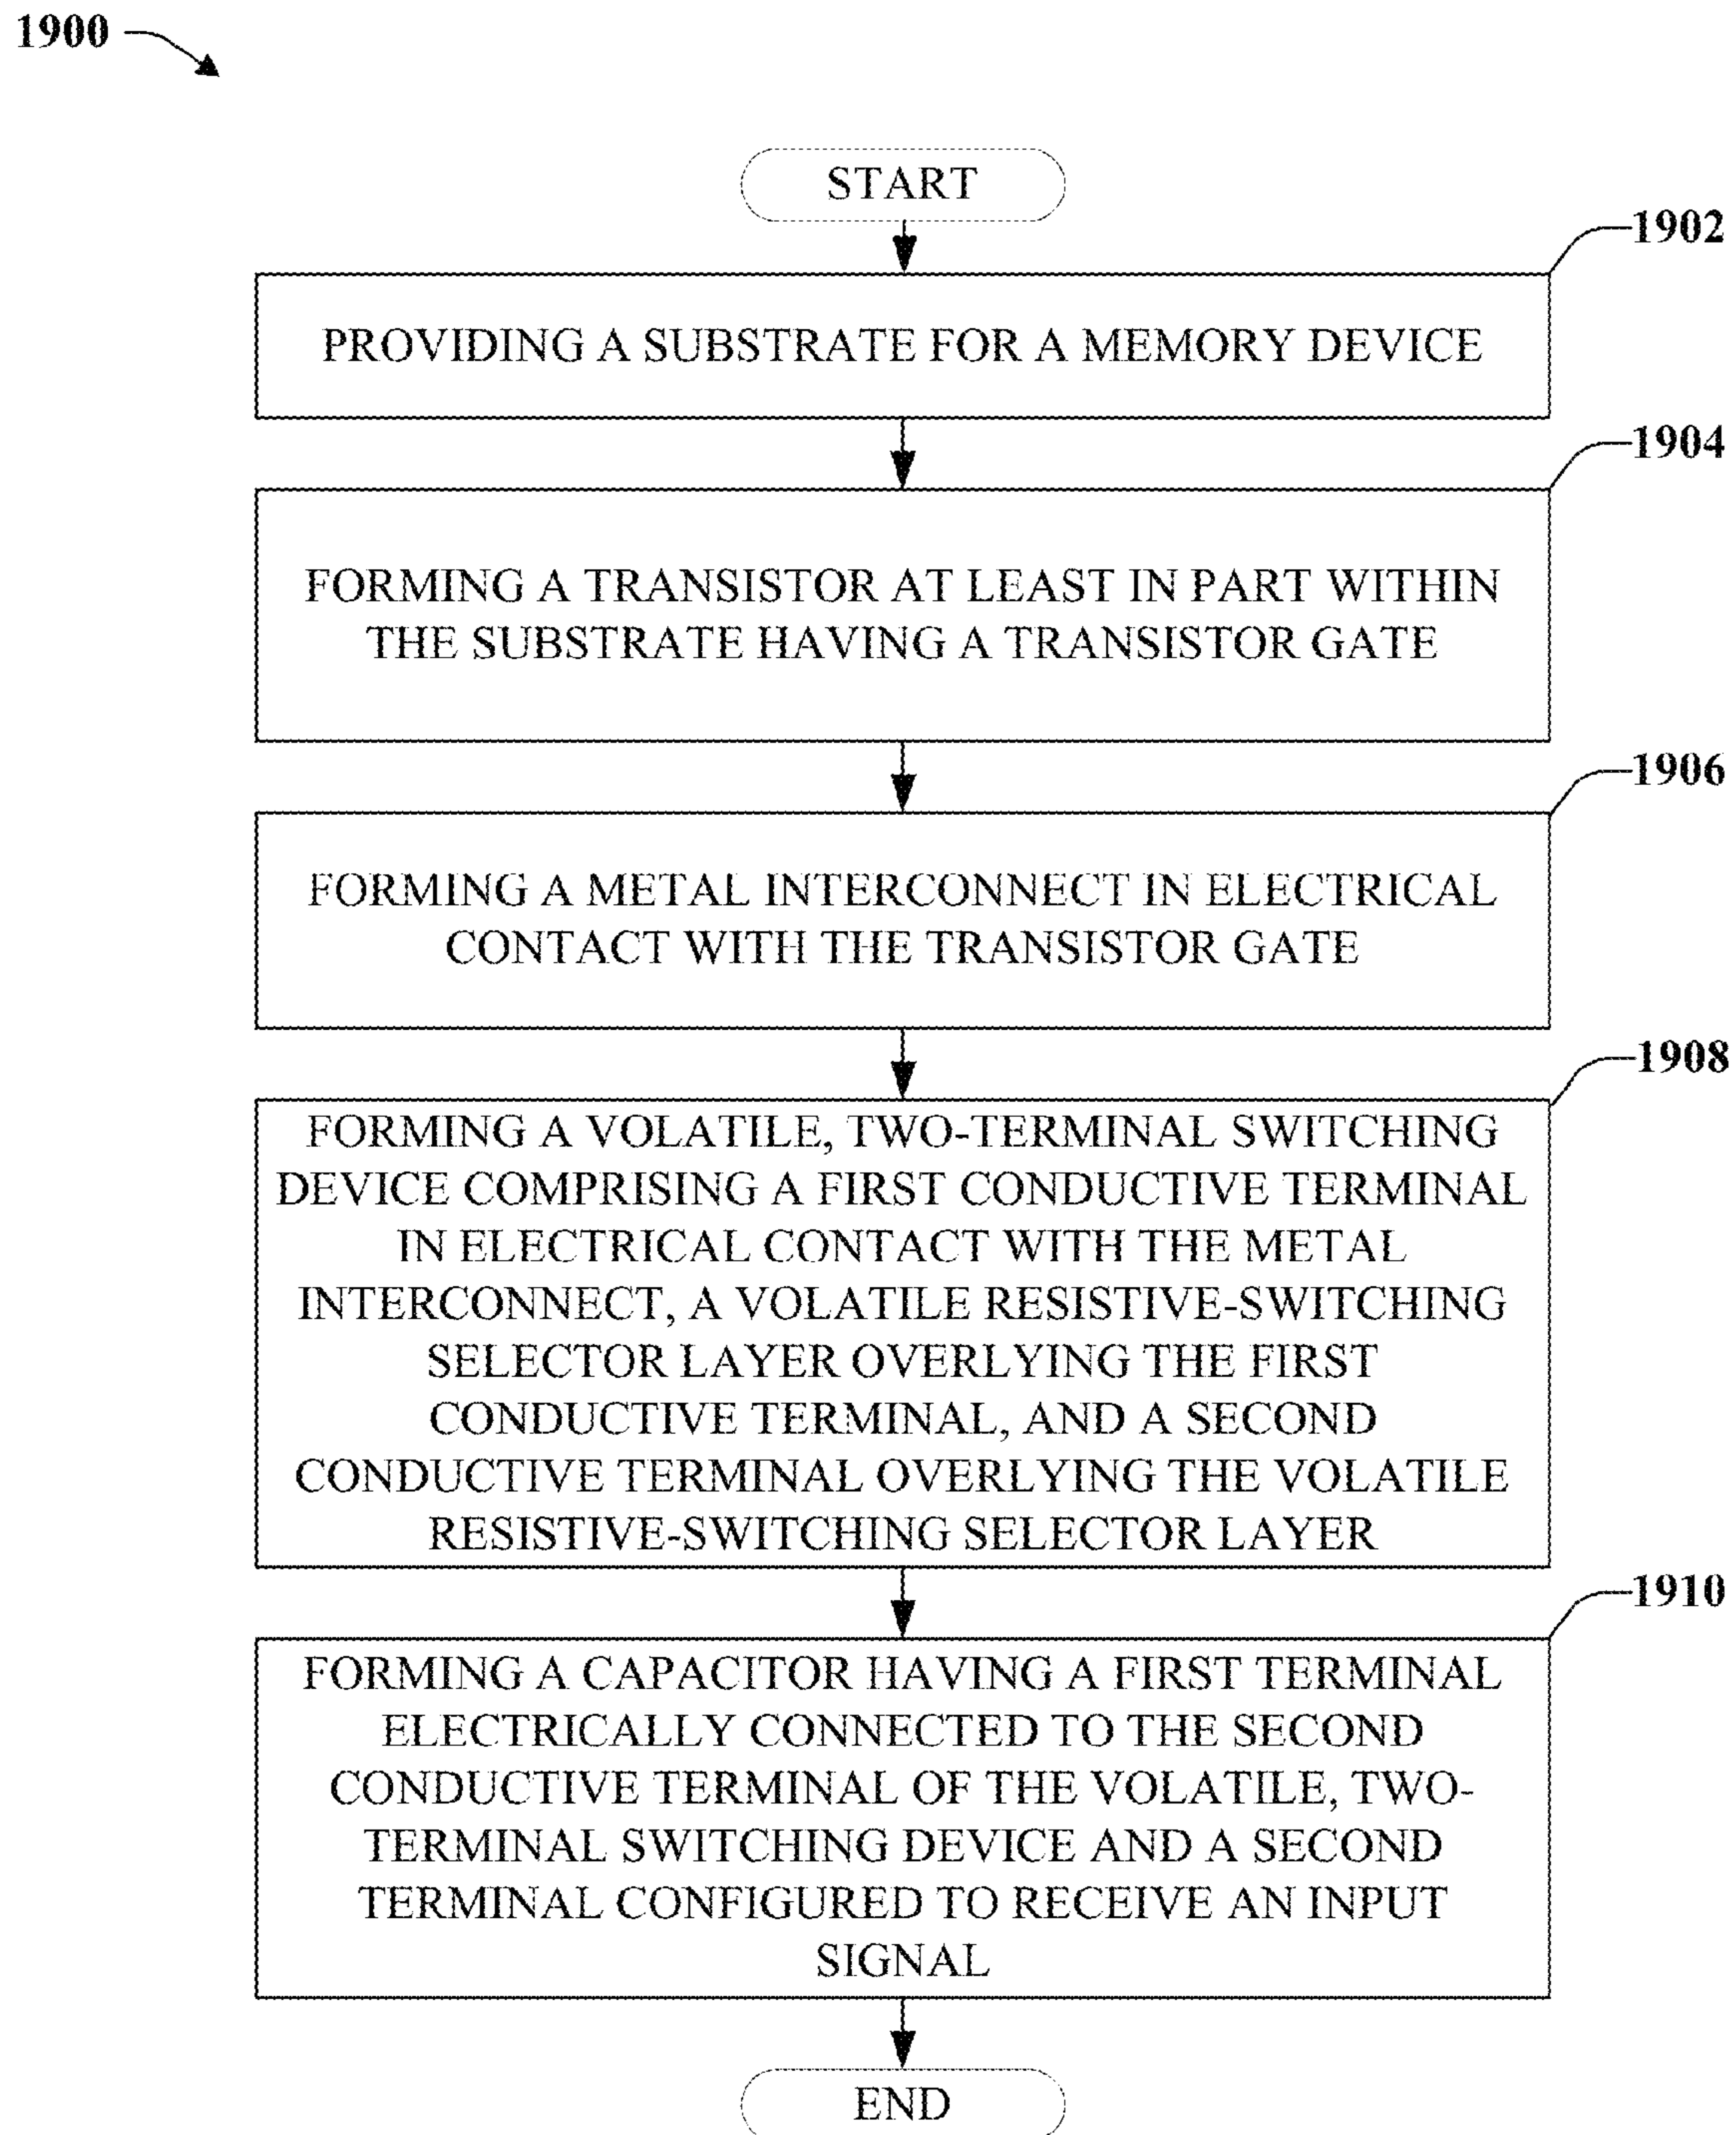 1900
START
1902
PROVIDING A SUBSTRATE FOR A MEMORY DEVICE
1904
FORMING A TRANSISTOR AT LEAST IN PART WITHIN
THE SUBSTRATE HAVING A TRANSISTOR GATE
1906
FORMING A METAL INTERCONNECT IN ELECTRICAL
CONTACT WITH THE TRANSISTOR GATE
1908
FORMING A VOLATILE, TWO-TERMINAL SWITCHING
DEVICE COMPRISING A FIRST CONDUCTIVE TERMINAL
IN ELECTRICAL CONTACT WITH THE METAL
INTERCONNECT, A VOLATILE RESISTIVE-SWITCHING
SELECTOR LAYER OVERLYING THE FIRST
CONDUCTIVE TERMINAL, AND A SECOND
CONDUCTIVE TERMINAL OVERLYING THE VOLATILE
RESISTIVE-SWITCHING SELECTOR LAYER
1910
FORMING A CAPACITOR HAVING A FIRST TERMINAL
ELECTRICALLY CONNECTED TO THE SECOND
CONDUCTIVE TERMINAL OF THE VOLATILE, TWO-
TERMINAL SWITCHING DEVICE AND A SECOND
TERMINAL CONFIGURED TO RECEIVE AN INPUT
SIGNAL
END